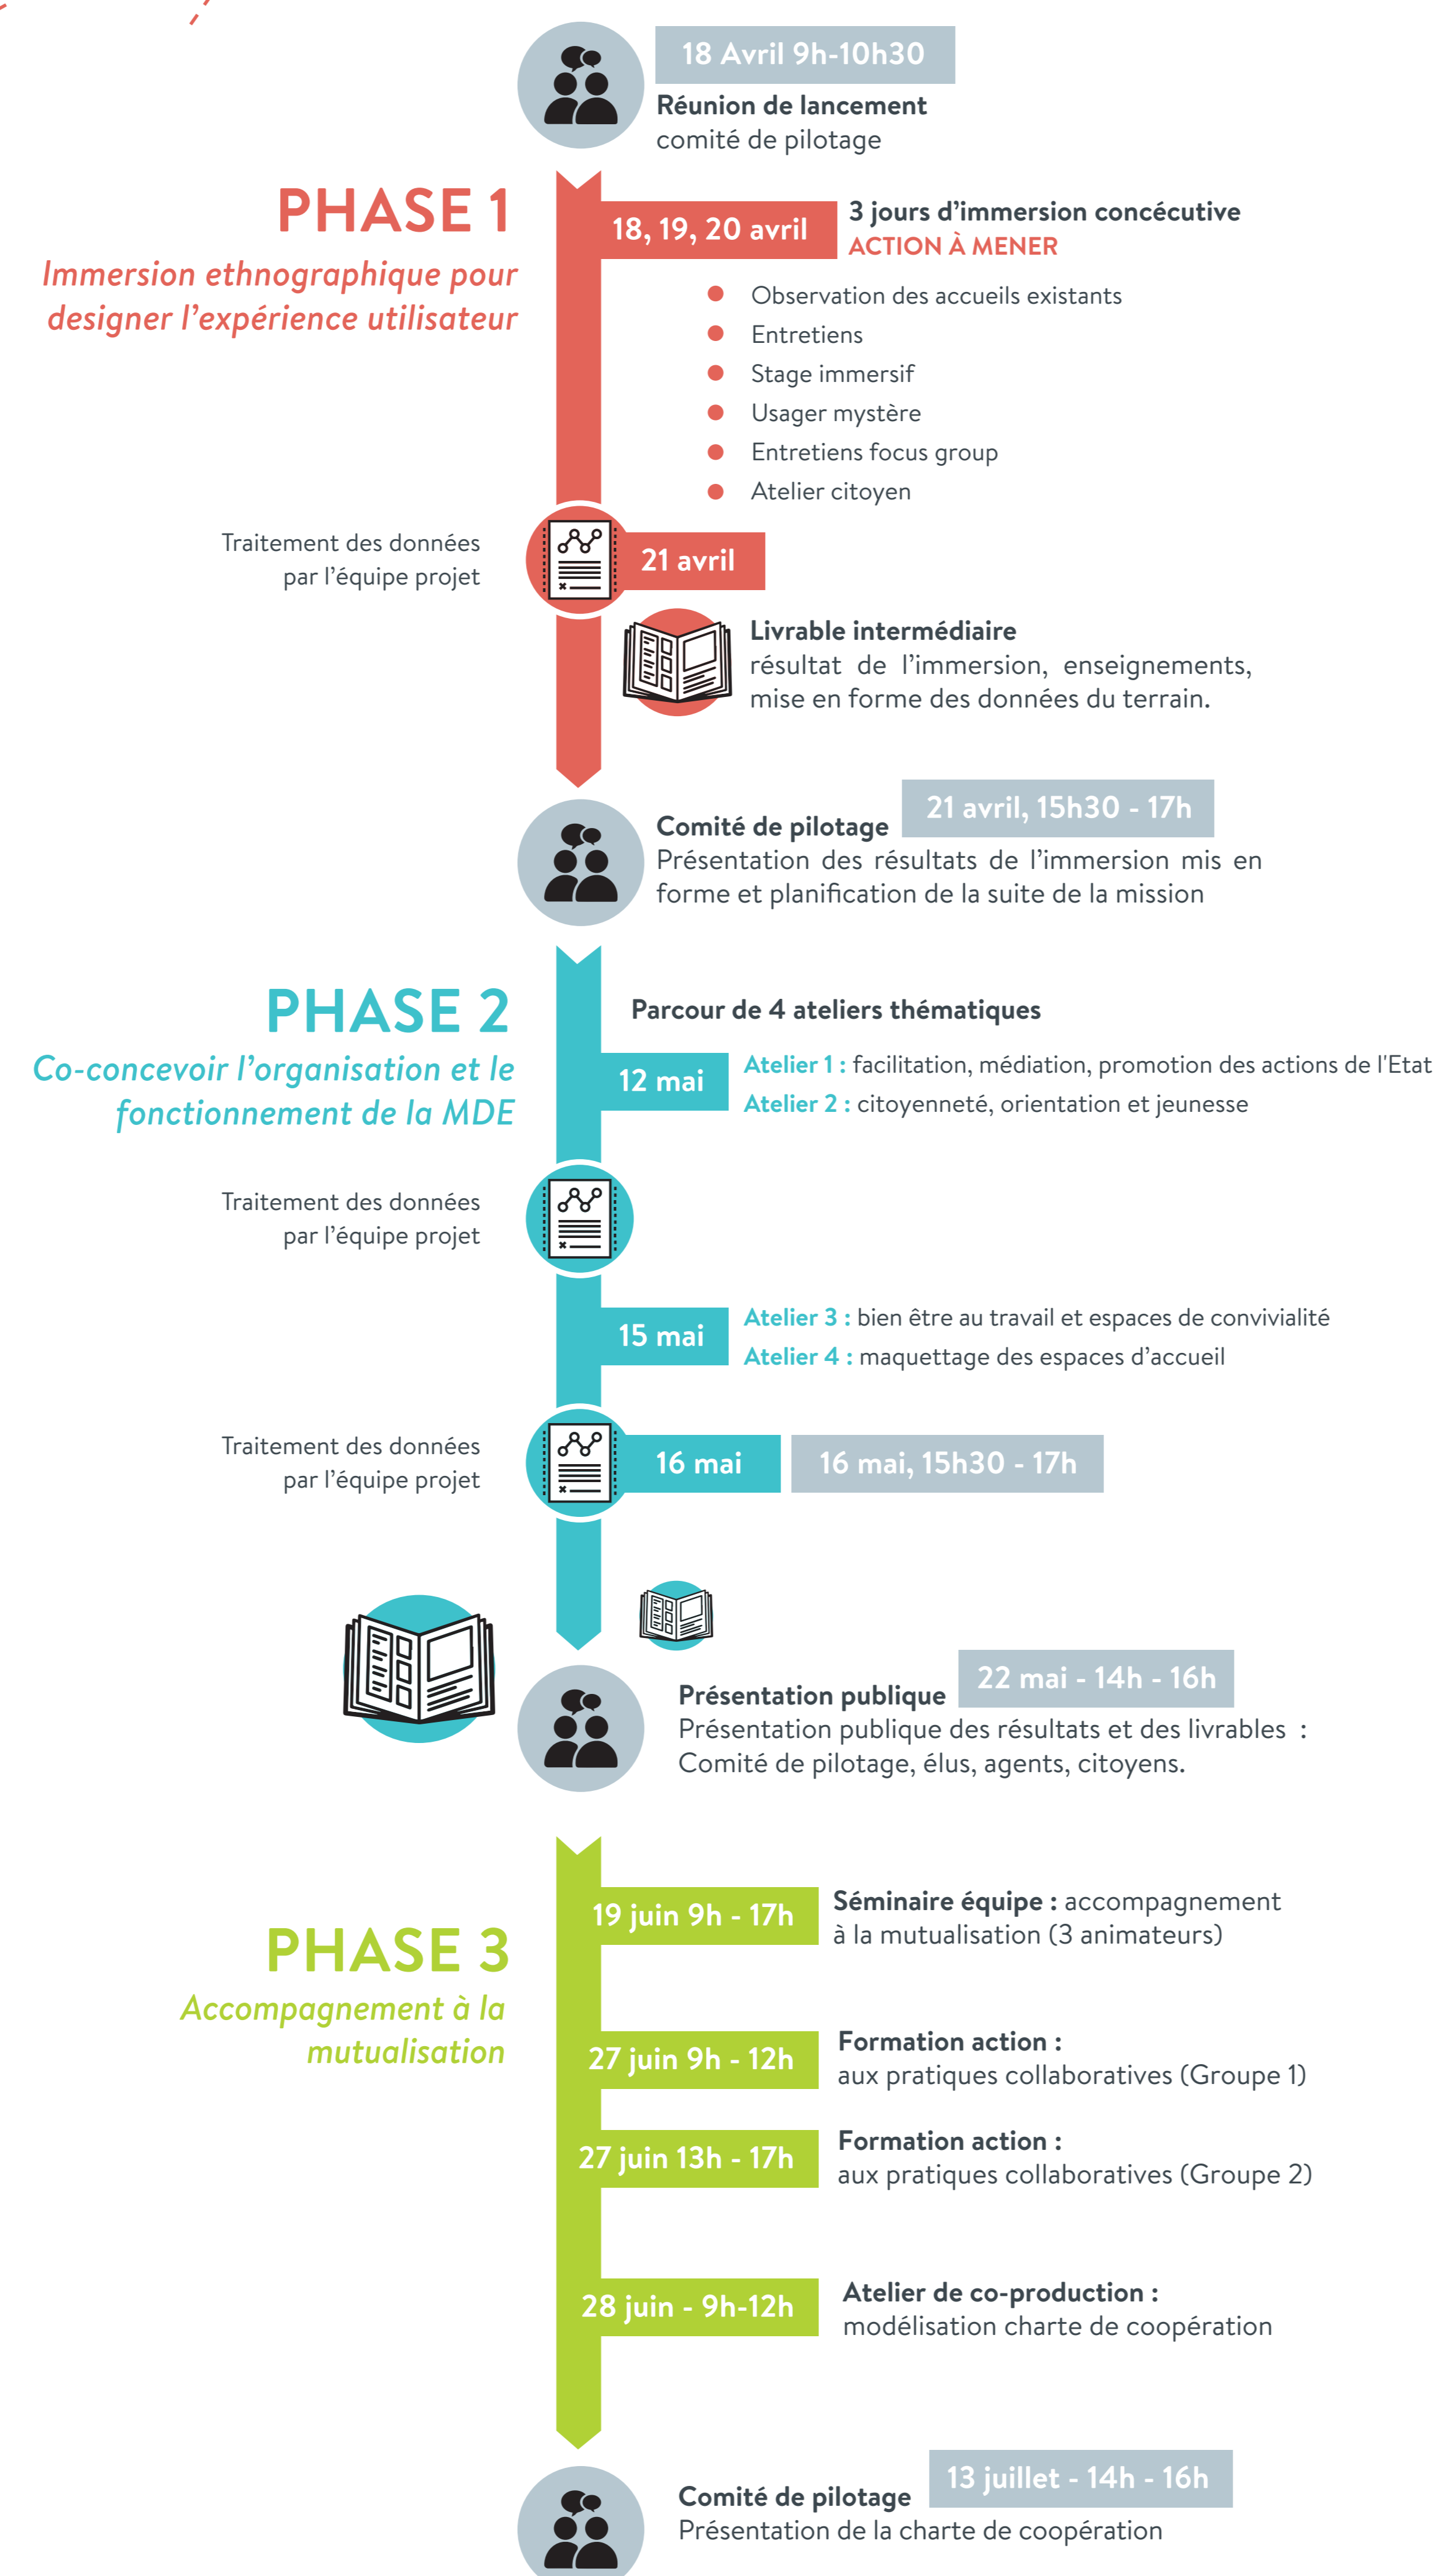 18 Avril 9h-10h30
Réunion de lancement
comité de pilotage
PHASE 1
Immersion ethnographique pour
designer l’expérience utilisateur
18, 19, 20 avril
3 jours d’immersion concécutive
ACTION À MENER
Observation des accueils existants
Entretiens
Stage immersif
Usager mystère
Entretiens focus group
Atelier citoyen
Traitement des données
par l’équipe projet
21 avril
Livrable intermédiaire
résultat de l’immersion, enseignements,
mise en forme des données du terrain.
Comité de pilotage
21 avril, 15h30 - 17h
Présentation des résultats de l’immersion mis en
forme et planification de la suite de la mission
PHASE 2
Co-concevoir l’organisation et le
fonctionnement de la MDE
Parcour de 4 ateliers thématiques
12 mai
Atelier 1 : facilitation, médiation, promotion des actions de l'Etat
Atelier 2 : citoyenneté, orientation et jeunesse
Traitement des données
par l’équipe projet
15 mai
Atelier 3 : bien être au travail et espaces de convivialité
Atelier 4 : maquettage des espaces d’accueil
Traitement des données
par l’équipe projet
16 mai
16 mai, 15h30 - 17h
Présentation publique
22 mai - 14h - 16h
Présentation publique des résultats et des livrables :
Comité de pilotage, élus, agents, citoyens.
PHASE 3
Accompagnement à la
mutualisation
19 juin 9h - 17h
Séminaire équipe : accompagnement
à la mutualisation (3 animateurs)
27 juin 9h - 12h
Formation action :
aux pratiques collaboratives (Groupe 1)
27 juin 13h - 17h
Formation action :
aux pratiques collaboratives (Groupe 2)
28 juin - 9h-12h
Atelier de co-production :
modélisation charte de coopération
Comité de pilotage
13 juillet - 14h - 16h
Présentation de la charte de coopération